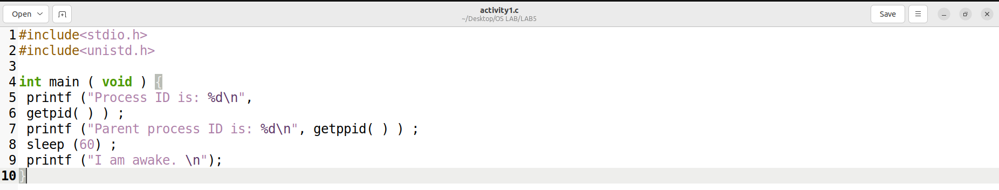 Open
activity1.c
~/Desktop/OS LAB/LAB5
Save
1 #include<stdio.h>
2 #include<unistd.h>
3
4 int main ( void ) {
5  printf ("Process ID is: %d\n",
6  getpid( ) ) ;
7  printf ("Parent process ID is: %d\n", getppid( ) ) ;
8  sleep (60) ;
9  printf ("I am awake. \n");
10 }